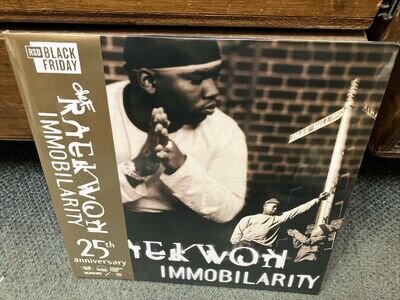 RSD
BLACK
FRIDAY
RAEKWON
IMMOBILARITY
25th
anniversary
RAEKWON
IMMOBILARITY